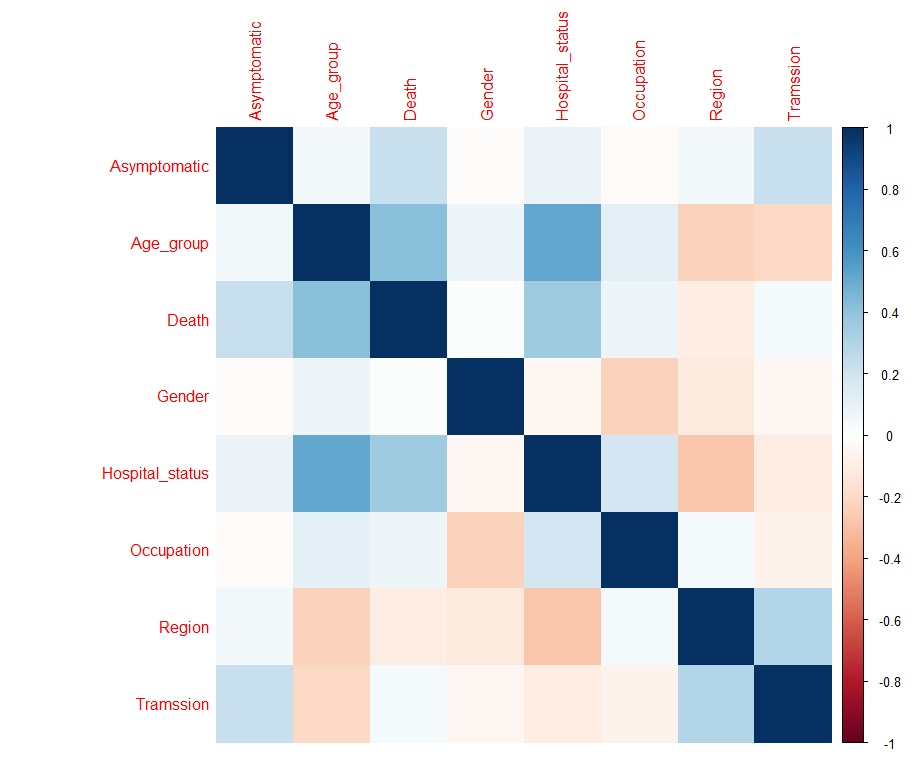 Asymptomatic
Age_group
Death
Gender
Hospital_status
Occupation
Region
Tramssion
Asymptomatic
Age_group
Death
Gender
Hospital_status
Occupation
Region
Tramssion
1
0.8
0.6
0.4
0.2
0
-0.2
-0.4
-0.6
-0.8
-1